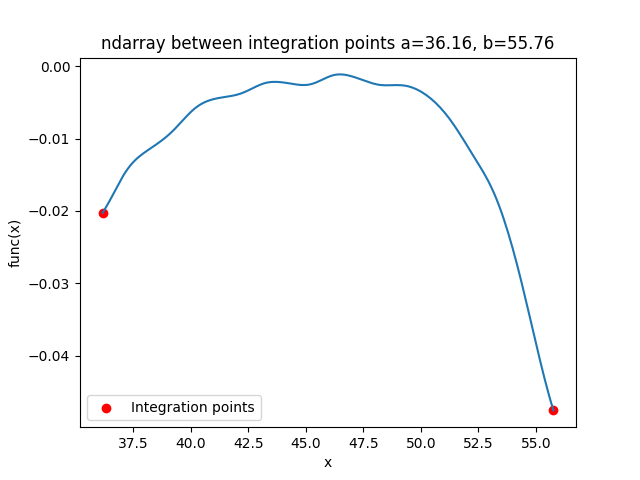 ndarray between integration points a=36.16, b=55.76
0.00
−0.01
−0.02
−0.03
−0.04
func(x)
Integration points
37.5 40.0 42.5 45.0 47.5 50.0 52.5 55.0
x